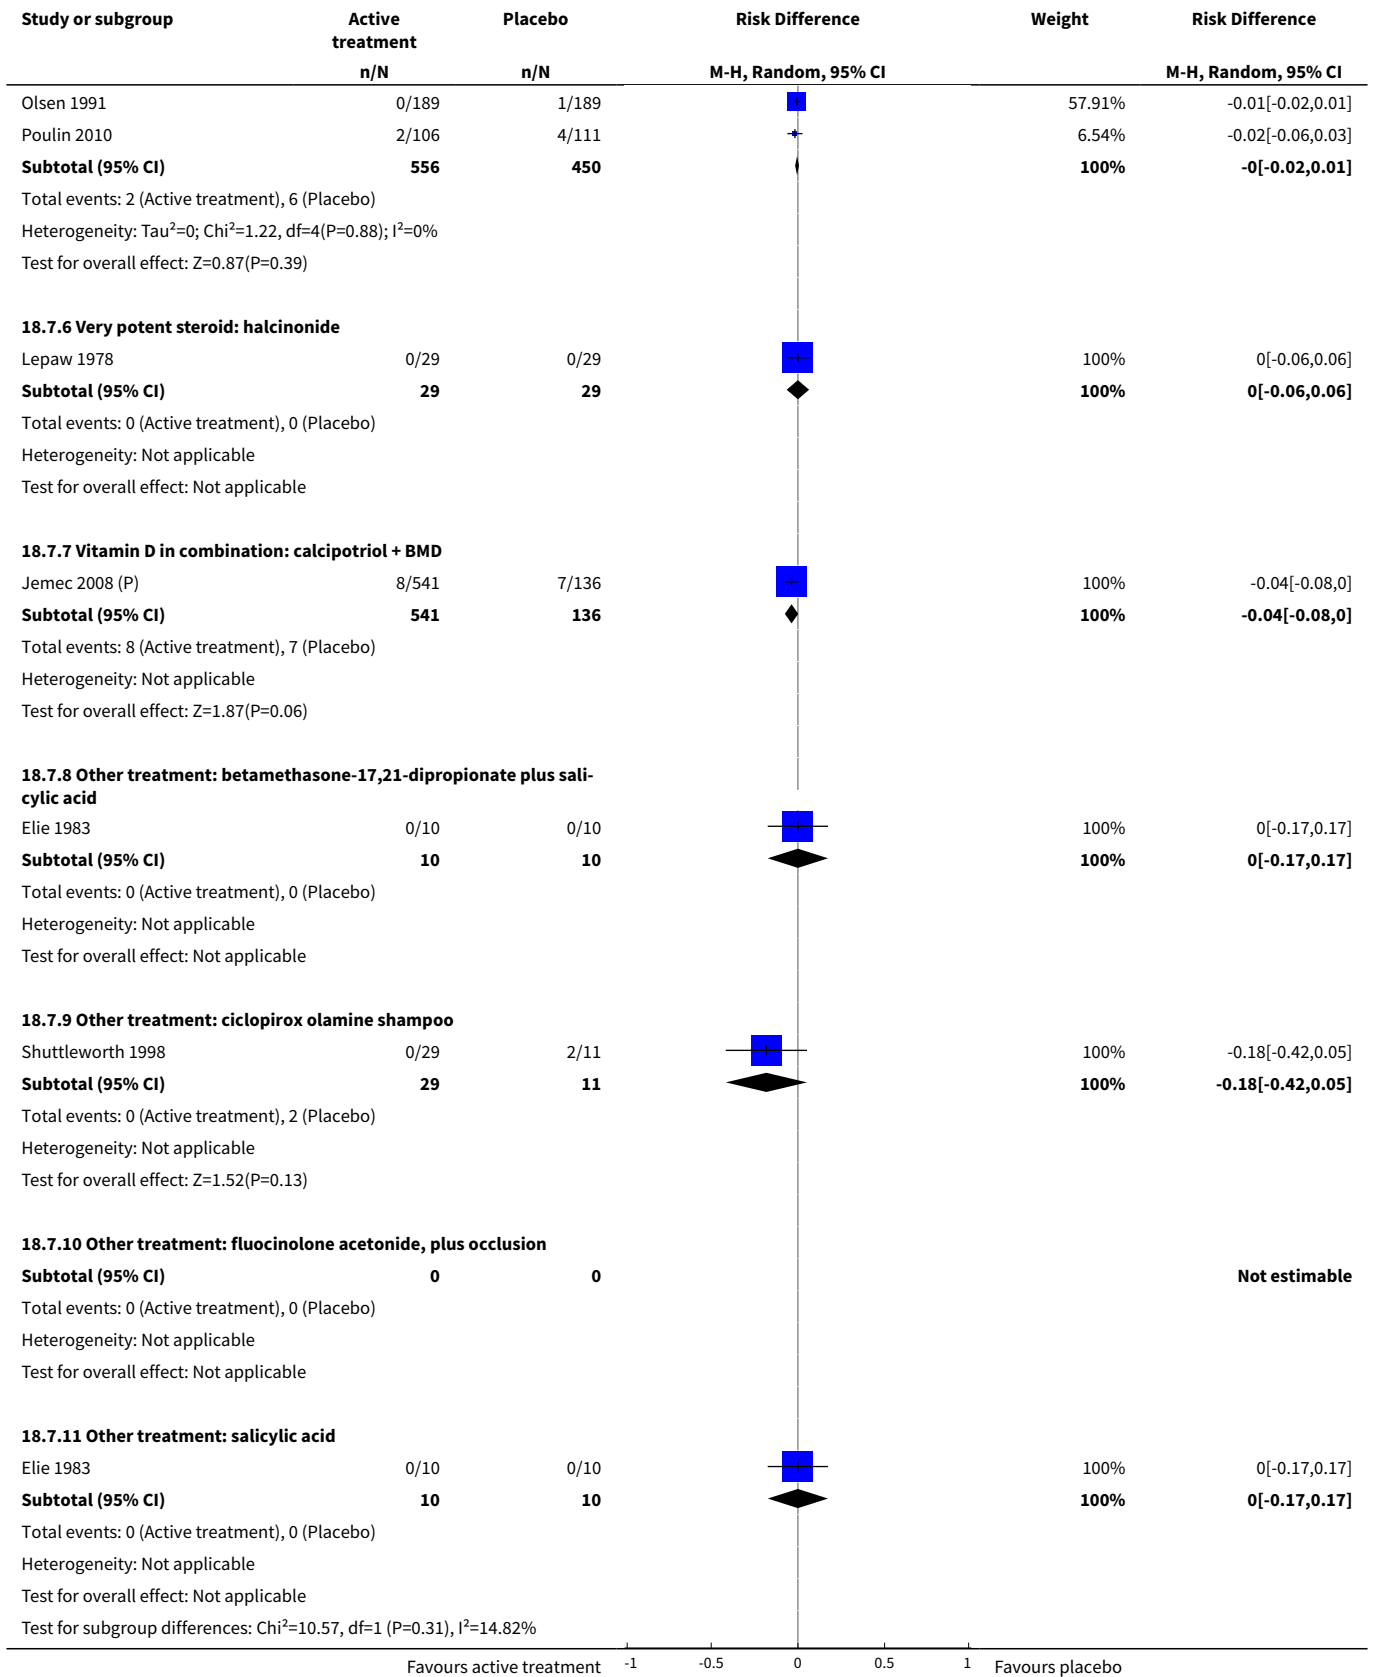 Study or subgroup Active treatment Placebo Risk Difference Weight Risk Difference
n/N n/N M-H, Random, 95% CI M-H, Random, 95% CI
Olsen 1991 0/189 1/189 57.91% -0.01[-0.02,0.01]
Poulin 2010 2/106 4/111 6.54% -0.02[-0.06,0.03]
Subtotal (95% CI) 556 450 100% -0[-0.02,0.01]
Total events: 2 (Active treatment), 6 (Placebo)
Heterogeneity: Tau²=0; Chi²=1.22, df=4(P=0.88); I²=0%
Test for overall effect: Z=0.87(P=0.39)
18.7.6 Very potent steroid: halcinonide
Lepaw 1978 0/29 0/29 100% 0[-0.06,0.06]
Subtotal (95% CI) 29 29 100% 0[-0.06,0.06]
Total events: 0 (Active treatment), 0 (Placebo)
Heterogeneity: Not applicable
Test for overall effect: Not applicable
18.7.7 Vitamin D in combination: calcipotriol + BMD
Jemec 2008 (P) 8/541 7/136 100% -0.04[-0.08,0]
Subtotal (95% CI) 541 136 100% -0.04[-0.08,0]
Total events: 8 (Active treatment), 7 (Placebo)
Heterogeneity: Not applicable
Test for overall effect: Z=1.87(P=0.06)
18.7.8 Other treatment: betamethasone-17,21-dipropionate plus sali-
cylic acid
Elie 1983 0/10 0/10 100% 0[-0.17,0.17]
Subtotal (95% CI) 10 10 100% 0[-0.17,0.17]
Total events: 0 (Active treatment), 0 (Placebo)
Heterogeneity: Not applicable
Test for overall effect: Not applicable
18.7.9 Other treatment: ciclopirox olamine shampoo
Shuttleworth 1998 0/29 2/11 100% -0.18[-0.42,0.05]
Subtotal (95% CI) 29 11 100% -0.18[-0.42,0.05]
Total events: 0 (Active treatment), 2 (Placebo)
Heterogeneity: Not applicable
Test for overall effect: Z=1.52(P=0.13)
18.7.10 Other treatment: fluocinolone acetonide, plus occlusion
Subtotal (95% CI) 0 0 Not estimable
Total events: 0 (Active treatment), 0 (Placebo)
Heterogeneity: Not applicable
Test for overall effect: Not applicable
18.7.11 Other treatment: salicylic acid
Elie 1983 0/10 0/10 100% 0[-0.17,0.17]
Subtotal (95% CI) 10 10 100% 0[-0.17,0.17]
Total events: 0 (Active treatment), 0 (Placebo)
Heterogeneity: Not applicable
Test for overall effect: Not applicable
Test for subgroup differences: Chi²=10.57, df=1 (P=0.31), I²=14.82%
Favours active treatment -1 -0.5 0 0.5 1 Favours placebo